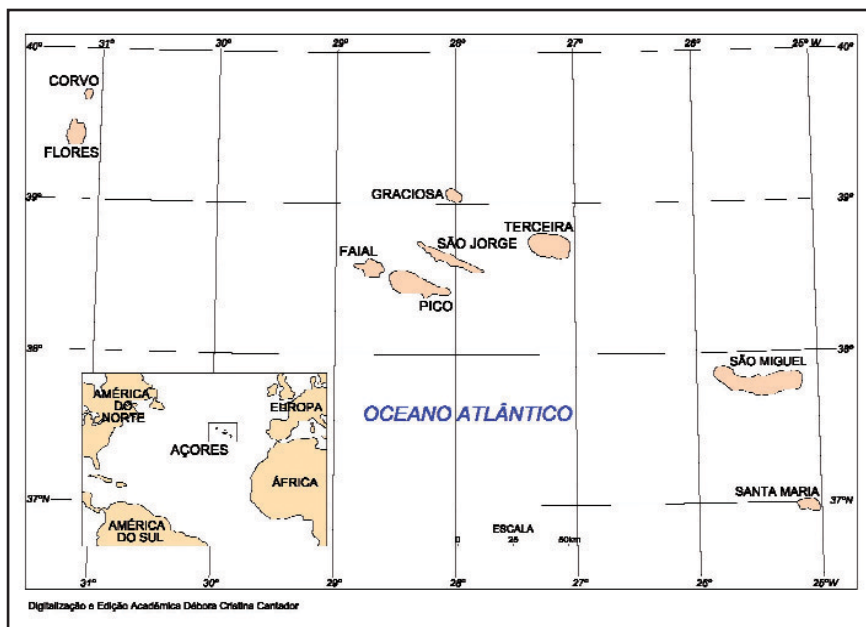 31° 30° 29° 28° 27° 26° 25° W
40° 40°
CORVO
FLORES
39° 39°
GRACIOSA
TERCEIRA
SÃO JORGE
FAIAL
PICO
38° 38°
SÃO MIGUEL
AMÉRICA
DO
NORTE
EUROPA
OCEANO ATLÂNTICO
AÇORES
ÁFRICA
SANTA MARIA
37°N 37°N
AMÉRICA
DO SUL
ESCALA
0 25 50km
31° 30° 29° 28° 27° 26° 25°W
Digitalização e Edição Acadêmica Débora Cristina Cantador